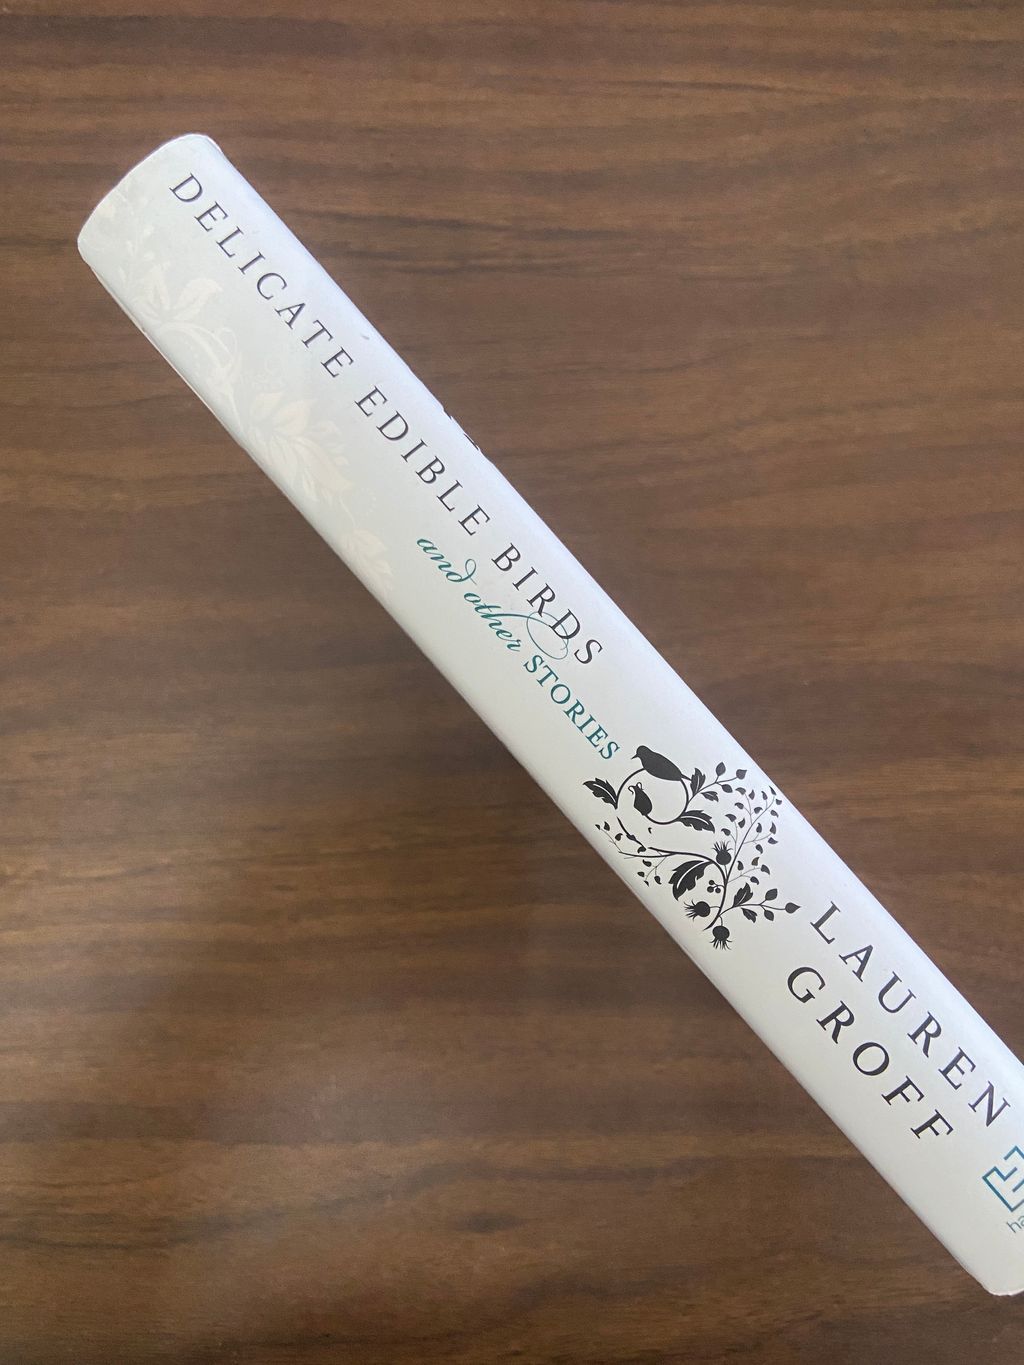 DELICATE EDIBLE BIRDS
and other STORIES
LAUREN
GROFF